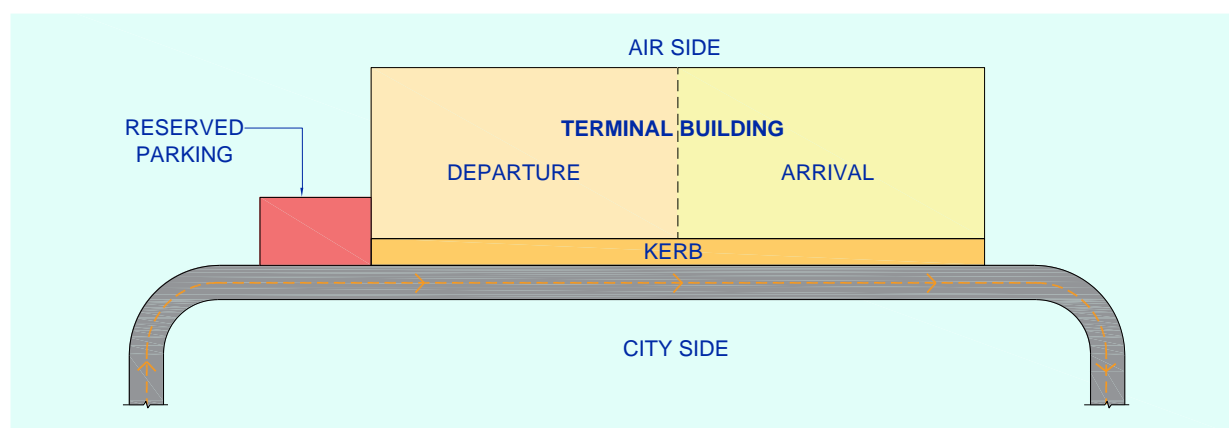 AIR SIDE
RESERVED
PARKING
TERMINAL BUILDING
DEPARTURE
ARRIVAL
KERB
CITY SIDE